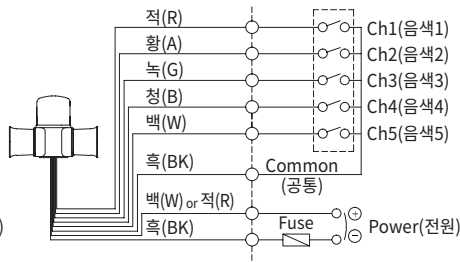 적(R)
Ch1(음색1)
황(A)
Ch2(음색2)
녹(G)
Ch3(음색3)
청(B)
Ch4(음색4)
백(W)
Ch5(음색5)
흑(BK)
Common
(공통)
백(W) or 적(R)
흑(BK)
Fuse
+
−
Power(전원)
)